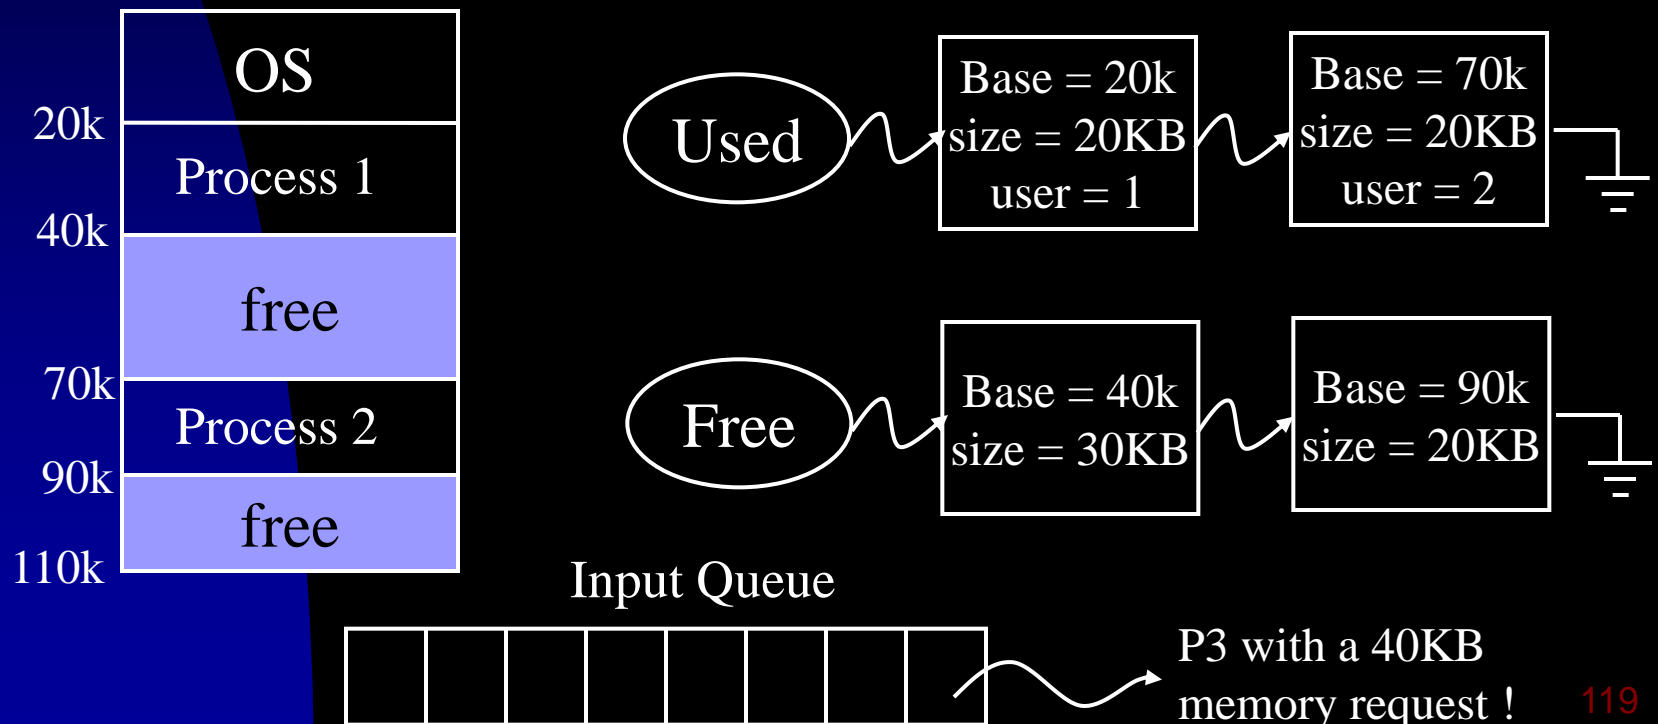 OS
20k
Process 1
40k
free
70k
Process 2
90k
free
110k
Used
Base = 20k
size = 20KB
user = 1
Base = 70k
size = 20KB
user = 2
Free
Base = 40k
size = 30KB
Base = 90k
size = 20KB
Input Queue
P3 with a 40KB
memory request !
119